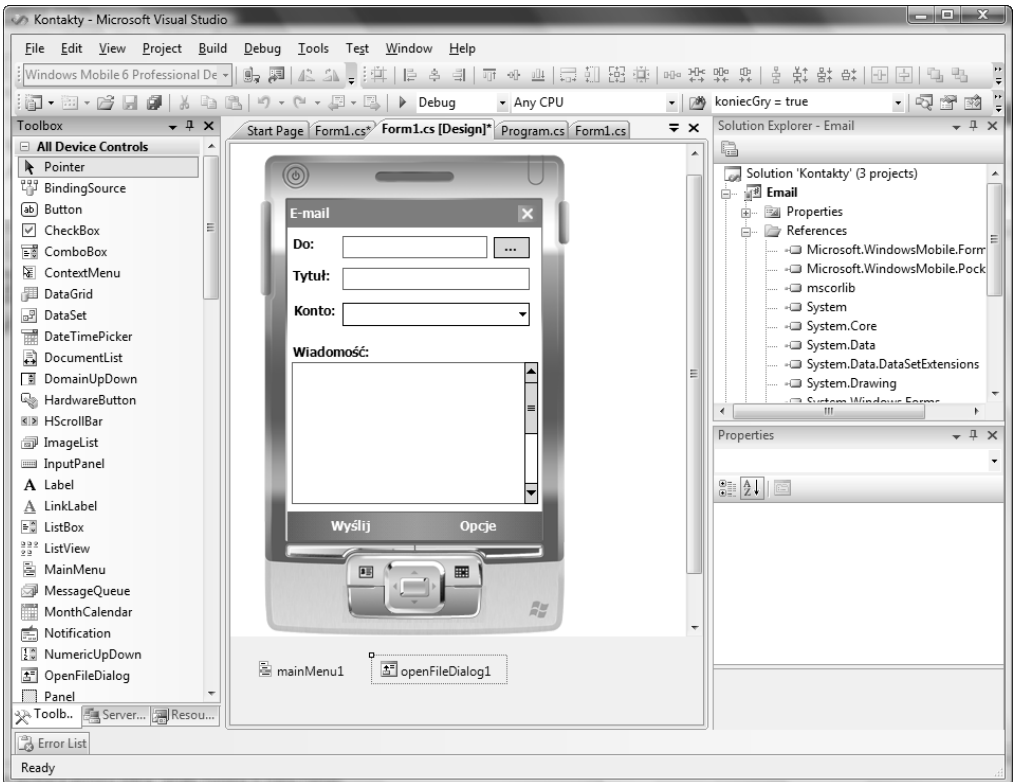 Kontakty - Microsoft Visual Studio
File Edit View Project Build Debug Tools Test Window Help
Windows Mobile 6 Professional De
Debug Any CPU koniecGry = true
Toolbox
All Device Controls
Pointer
BindingSource
Button
CheckBox
ComboBox
ContextMenu
DataGrid
DataSet
DateTimePicker
DocumentList
DomainUpDown
HardwareButton
HScrollBar
ImageList
InputPanel
Label
LinkLabel
ListBox
ListView
MainMenu
MessageQueue
MonthCalendar
Notification
NumericUpDown
OpenFileDialog
Panel
Toolb... Server... Resou...
Start Page Form1.cs* Form1.cs [Design]* Program.cs Form1.cs
E-mail
Do: ...
Tytuł:
Konto:
Wiadomość:
Wyślij Opcje
mainMenu1 openFileDialog1
Solution Explorer - Email
Solution 'Kontakty' (3 projects)
Email
Properties
References
Microsoft.WindowsMobile.Form
Microsoft.WindowsMobile.Pock
mscorlib
System
System.Core
System.Data
System.Data.DataSetExtensions
System.Drawing
System.Windows.Forms
Properties
Error List
Ready